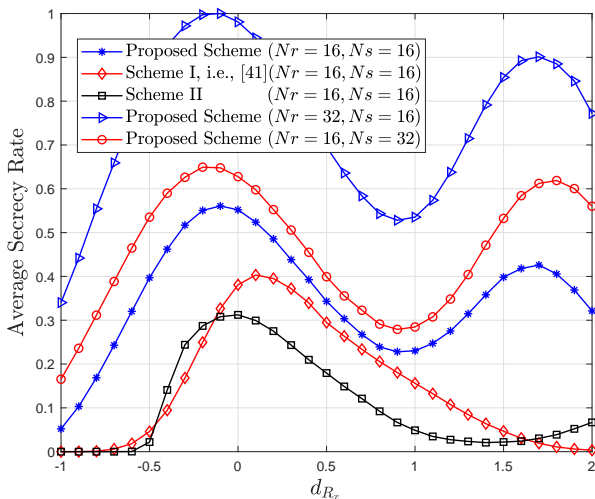 Proposed Scheme (Nr = 16, Ns = 16)
Scheme I, i.e., [41](Nr = 16, Ns = 16)
Scheme II (Nr = 16, Ns = 16)
Proposed Scheme (Nr = 32, Ns = 16)
Proposed Scheme (Nr = 16, Ns = 32)
Average Secrecy Rate
1
0.9
0.8
0.7
0.6
0.5
0.4
0.3
0.2
0.1
0
-1 -0.5 0 0.5 1 1.5 2
d_{R_x}